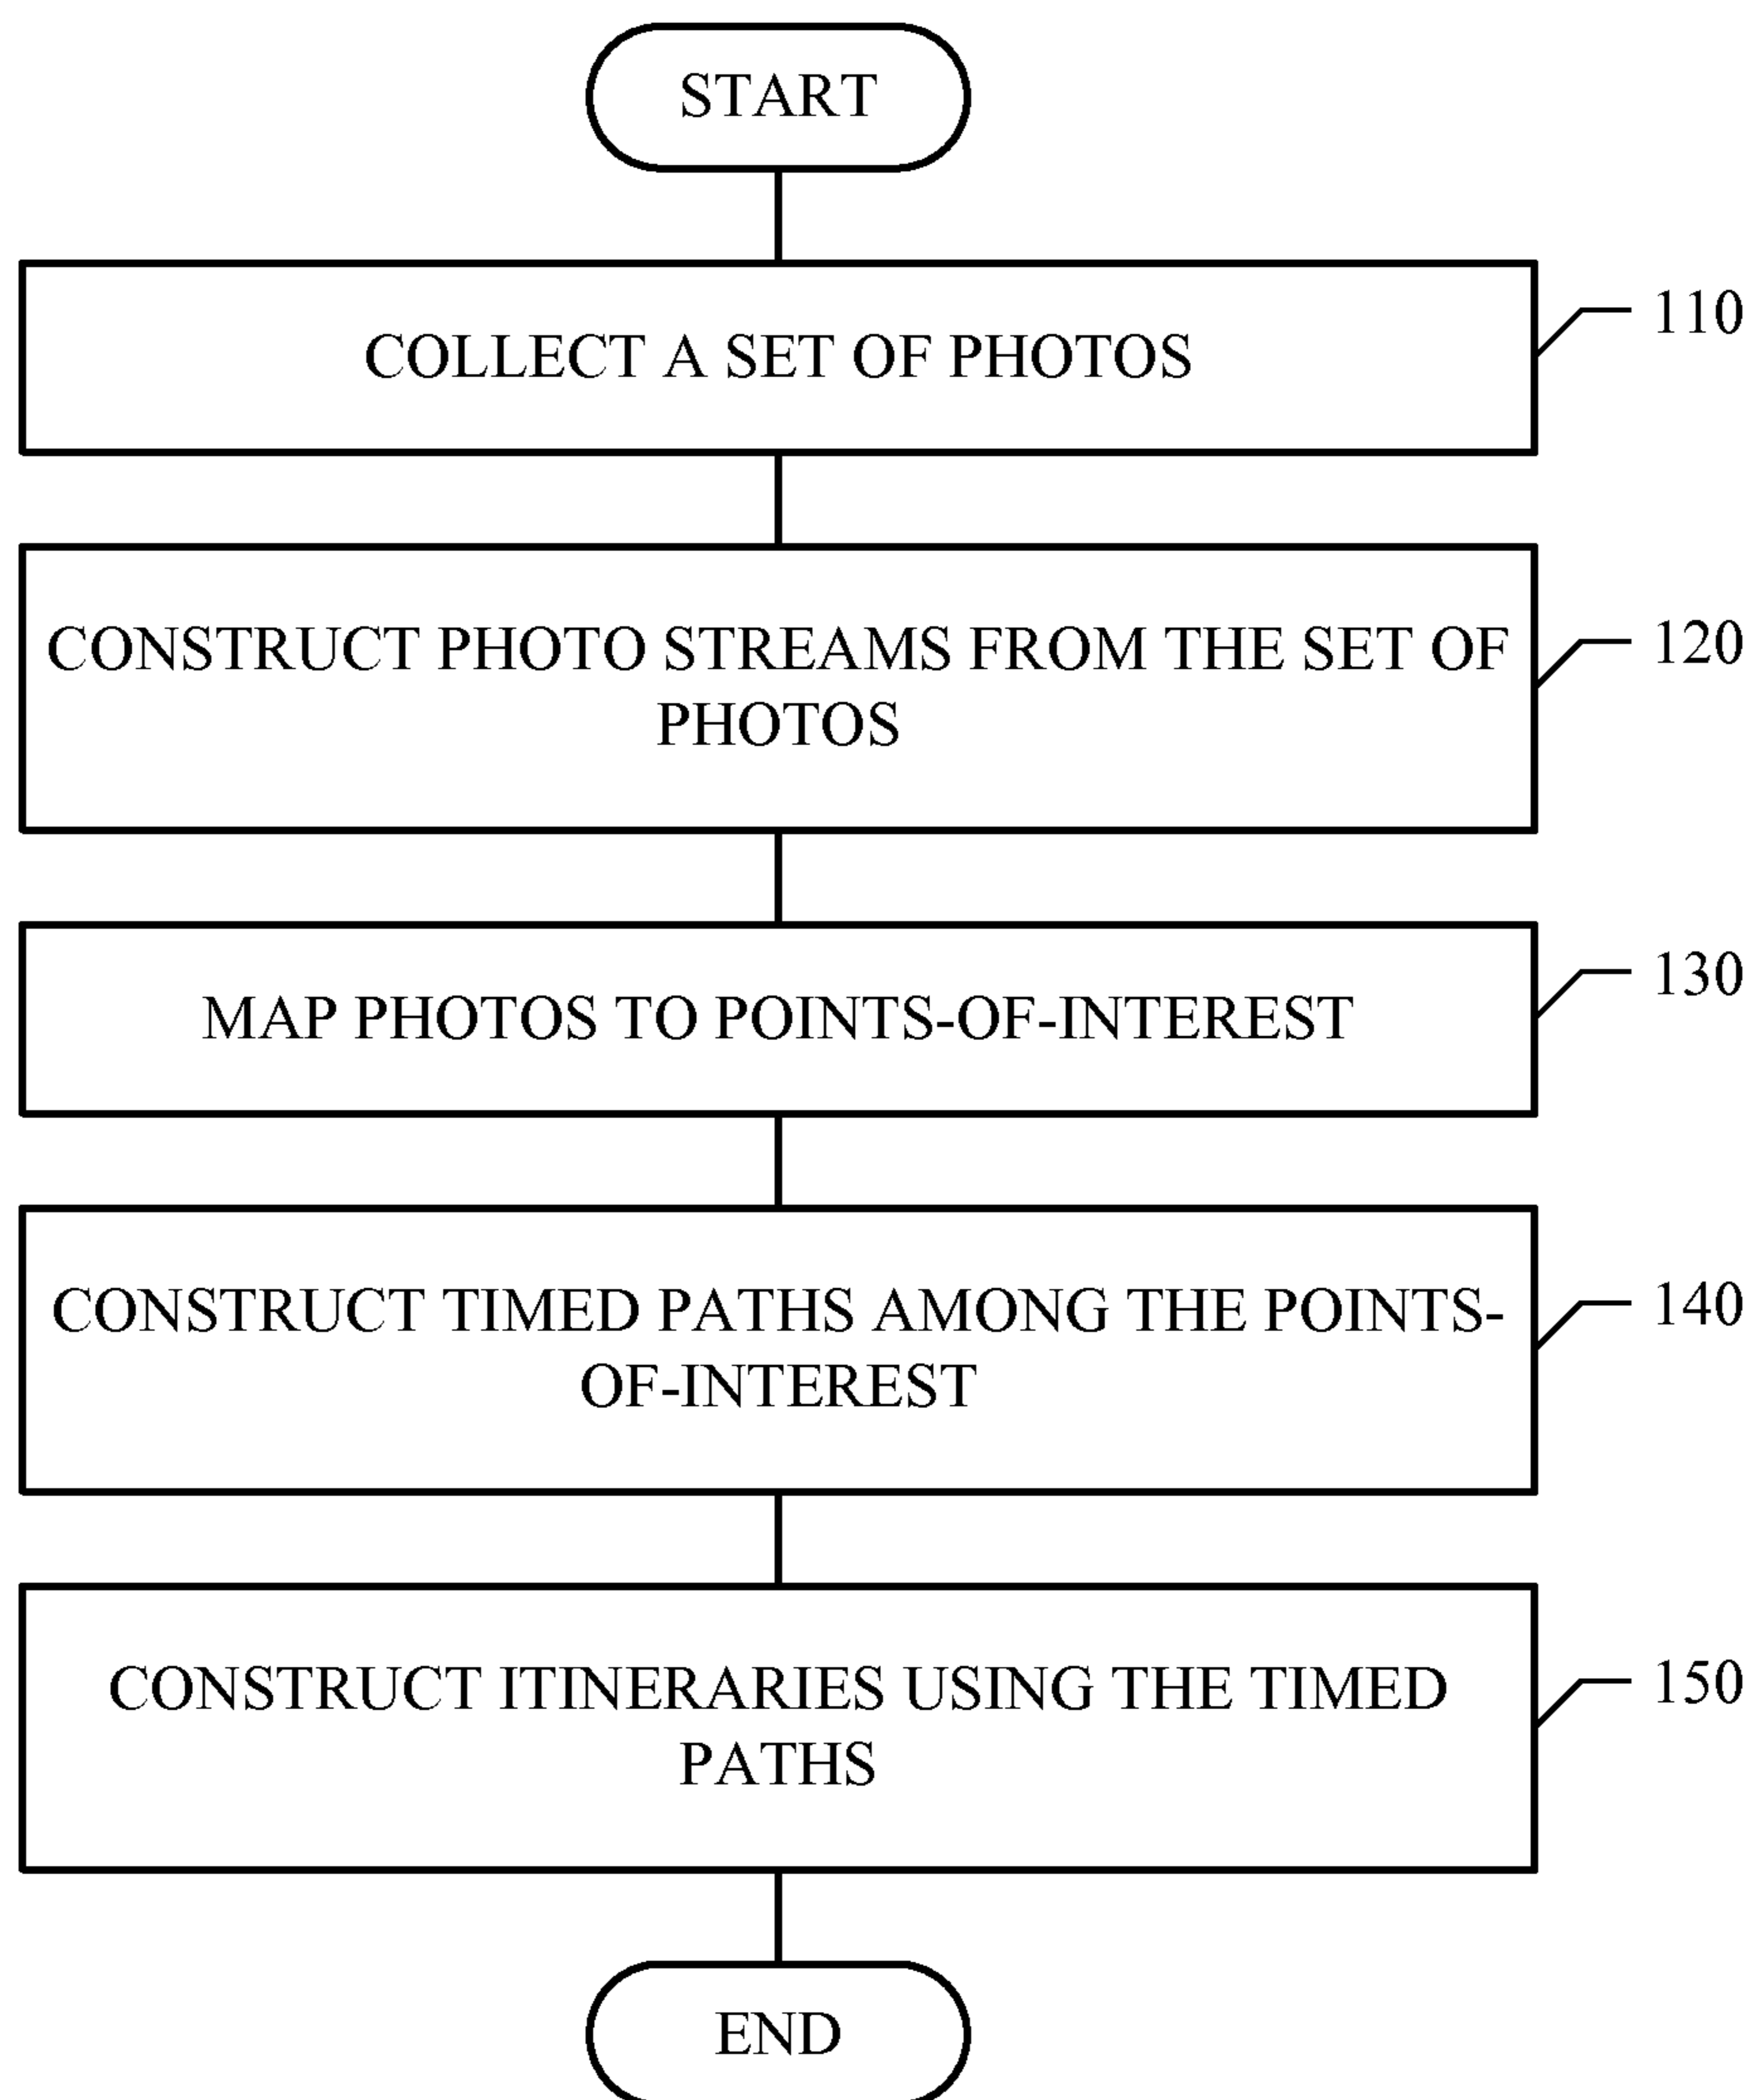 START
COLLECT A SET OF PHOTOS
110
CONSTRUCT PHOTO STREAMS FROM THE SET OF
PHOTOS
120
MAP PHOTOS TO POINTS-OF-INTEREST
130
CONSTRUCT TIMED PATHS AMONG THE POINTS-
OF-INTEREST
140
CONSTRUCT ITINERARIES USING THE TIMED
PATHS
150
END